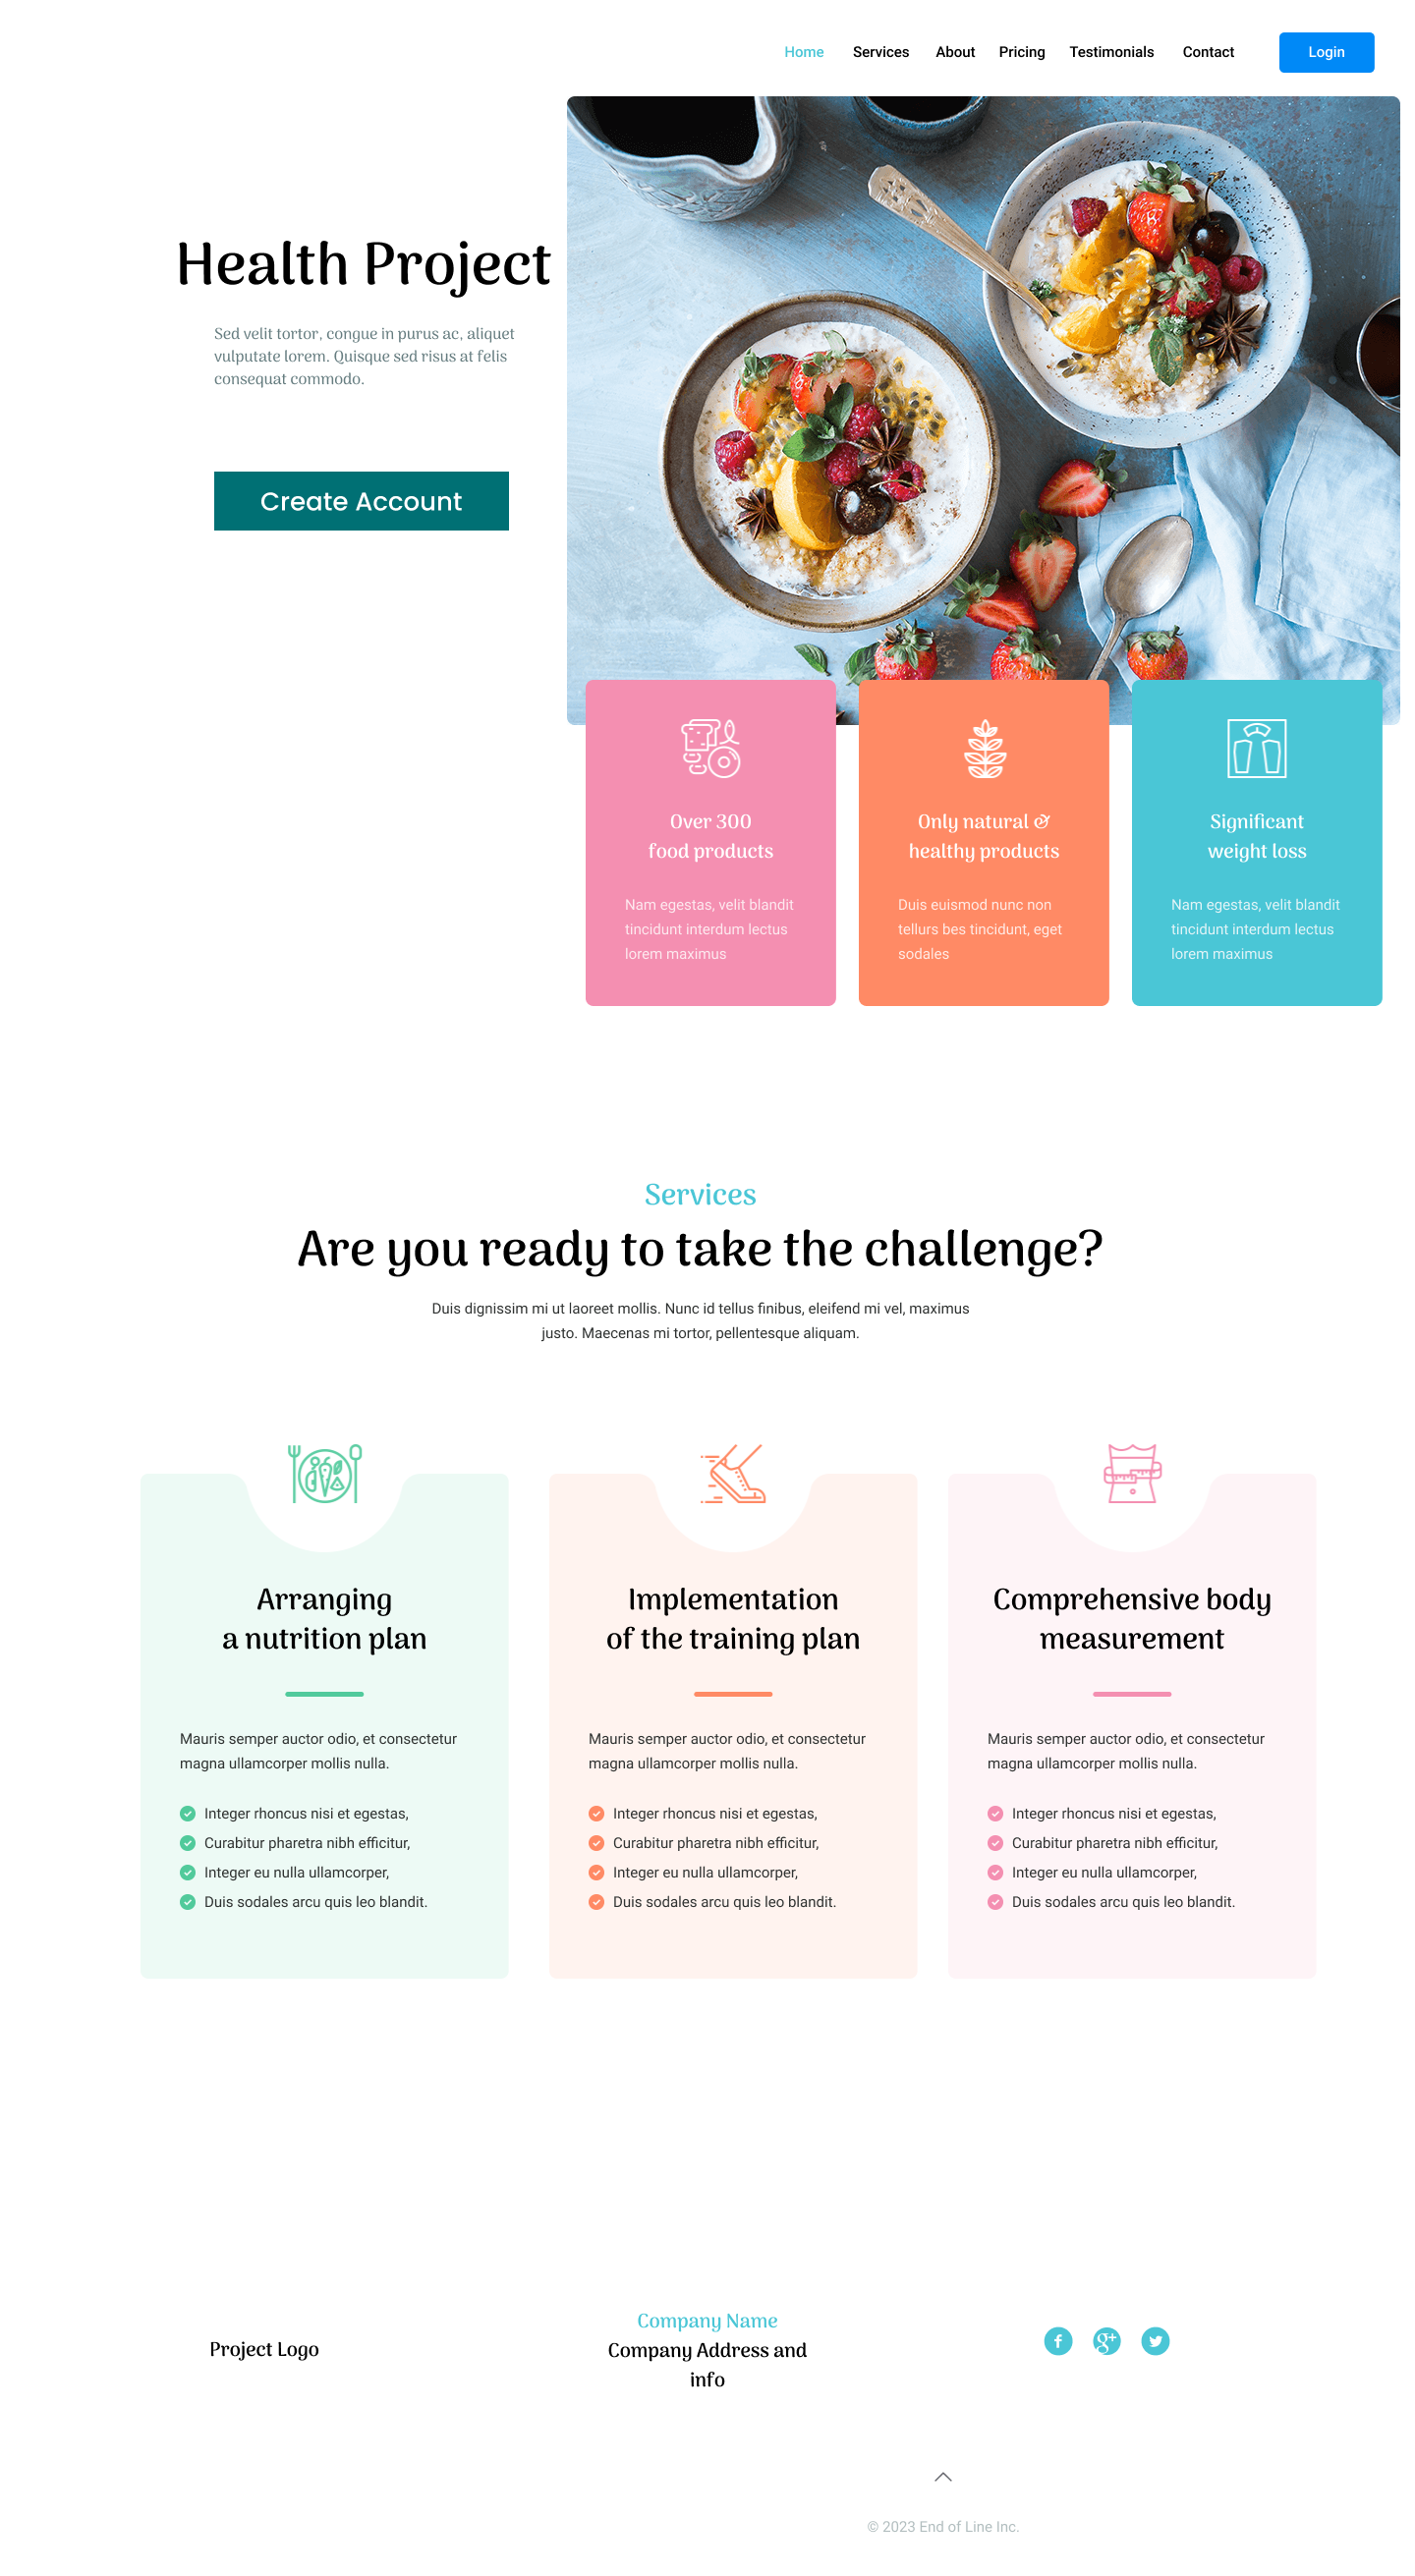 Home Services About Pricing Testimonials Contact Login
Health Project
Sed velit tortor, congue in purus ac, aliquet
vulputate lorem. Quisque sed risus at felis
consequat commodo.
Create Account
Over 300
food products
Nam egestas, velit blandit
tincidunt interdum lectus
lorem maximus
Only natural &
healthy products
Duis euismod nunc non
tellurs bes tincidunt, eget
sodales
Significant
weight loss
Nam egestas, velit blandit
tincidunt interdum lectus
lorem maximus
Services
Are you ready to take the challenge?
Duis dignissim mi ut laoreet mollis. Nunc id tellus finibus, eleifend mi vel, maximus
justo. Maecenas mi tortor, pellentesque aliquam.
Arranging
a nutrition plan
Mauris semper auctor odio, et consectetur
magna ullamcorper mollis nulla.
Integer rhoncus nisi et egestas,
Curabitur pharetra nibh efficitur,
Integer eu nulla ullamcorper,
Duis sodales arcu quis leo blandit.
Implementation
of the training plan
Mauris semper auctor odio, et consectetur
magna ullamcorper mollis nulla.
Integer rhoncus nisi et egestas,
Curabitur pharetra nibh efficitur,
Integer eu nulla ullamcorper,
Duis sodales arcu quis leo blandit.
Comprehensive body
measurement
Mauris semper auctor odio, et consectetur
magna ullamcorper mollis nulla.
Integer rhoncus nisi et egestas,
Curabitur pharetra nibh efficitur,
Integer eu nulla ullamcorper,
Duis sodales arcu quis leo blandit.
Project Logo
Company Name
Company Address and
info
© 2023 End of Line Inc.